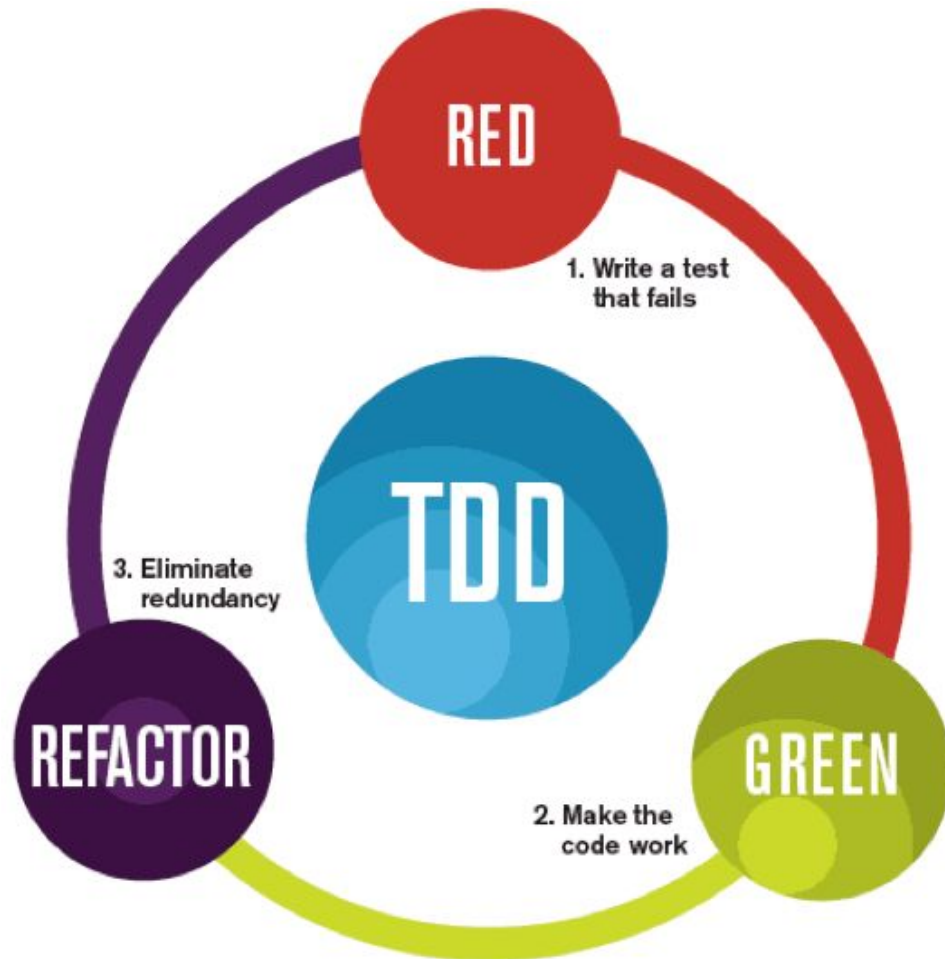 RED
1. Write a test
that fails
TDD
3. Eliminate
redundancy
REFACTOR
GREEN
2. Make the
code work